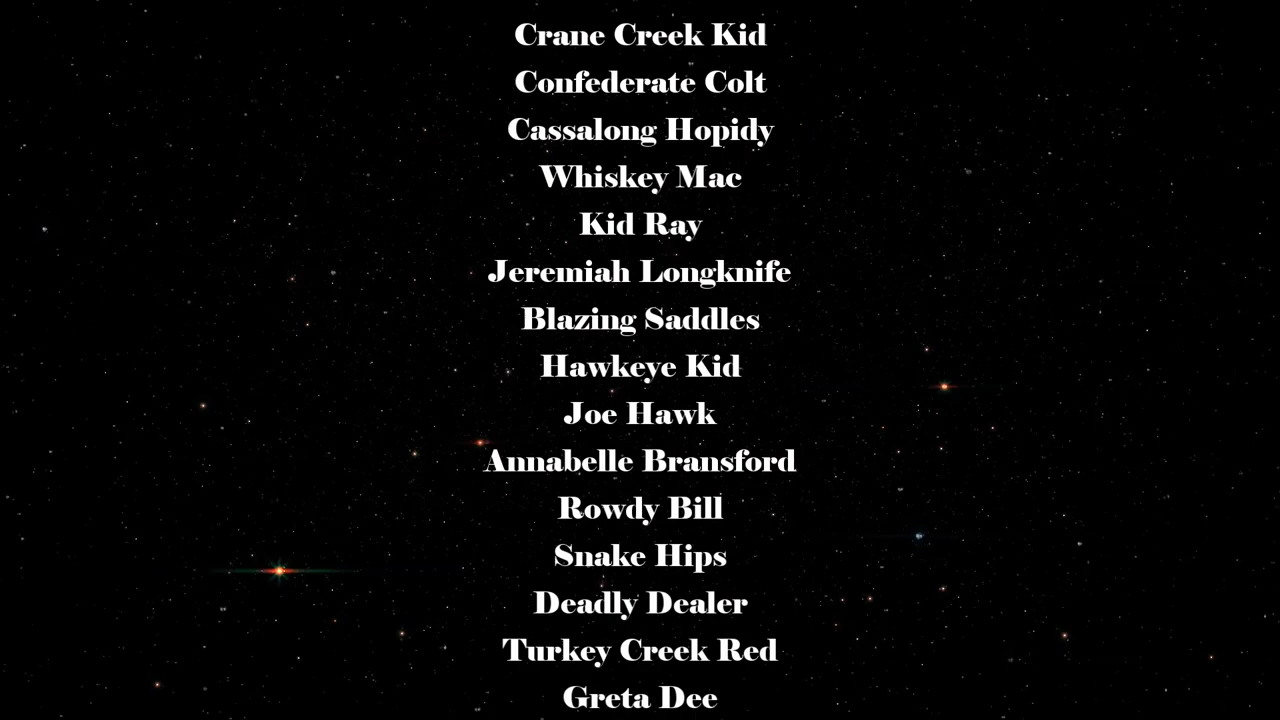 Crane Creek Kid
Confederate Colt
Cassalong Hopidy
Whiskey Mac
Kid Ray
Jeremiah Longknife
Blazing Saddles
Hawkeye Kid
Joe Hawk
Annabelle Bransford
Rowdy Bill
Snake Hips
Deadly Dealer
Turkey Creek Red
Greta Dee